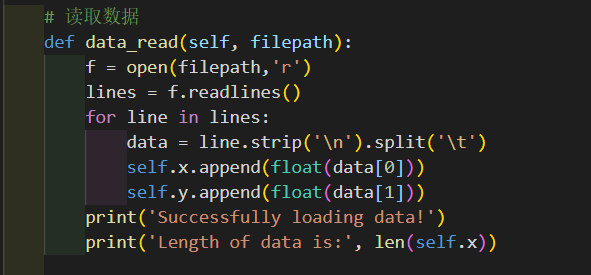 # 读取数据
def data_read(self, filepath):
    f = open(filepath,'r')
    lines = f.readlines()
    for line in lines:
        data = line.strip('\n').split('\t')
        self.x.append(float(data[0]))
        self.y.append(float(data[1]))
    print('Successfully loading data!')
    print('Length of data is:', len(self.x))